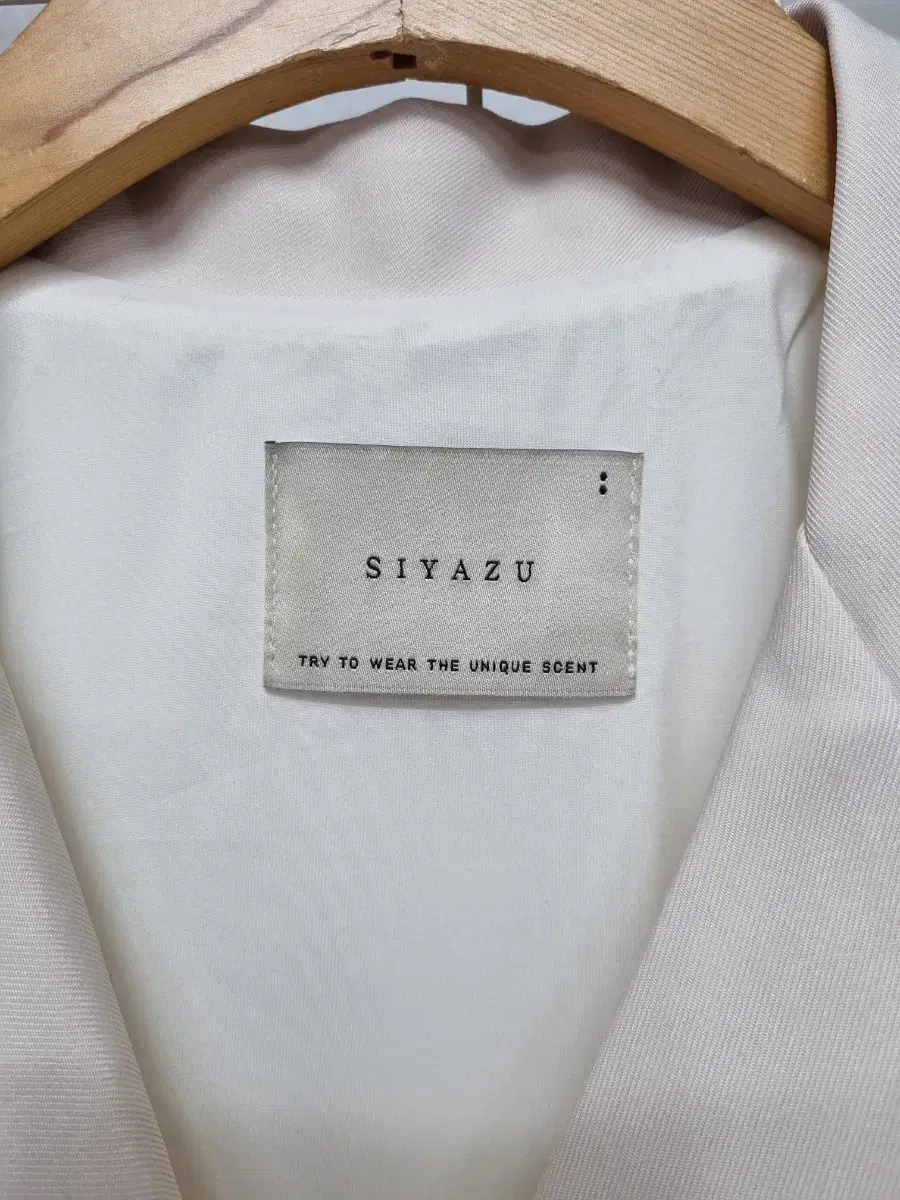 :
SIYAZU
TRY TO WEAR THE UNIQUE SCENT